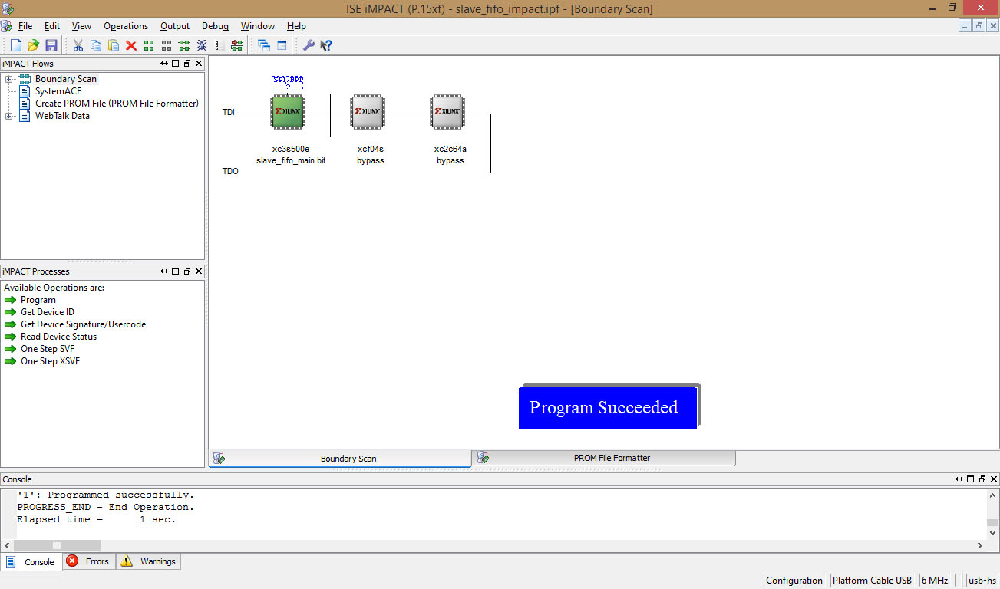 ISE iMPACT (P.15xf) - slave_fifo_impact.ipf - [Boundary Scan]
File Edit View Operations Output Debug Window Help
iMPACT Flows
Boundary Scan
SystemACE
Create PROM File (PROM File Formatter)
WebTalk Data
iMPACT Processes
Available Operations are:
Program
Get Device ID
Get Device Signature/Usercode
Read Device Status
One Step SVF
One Step XSVF
SPI/BPI
?
TDI
XILINX XILINX XILINX
xc3s500e xcf04s xc2c64a
slave_fifo_main.bit bypass bypass
TDO
Program Succeeded
Boundary Scan PROM File Formatter
Console
'1': Programmed successfully.
PROGRESS_END - End Operation.
Elapsed time = 1 sec.
Console Errors Warnings
Configuration Platform Cable USB 6 MHz usb-hs